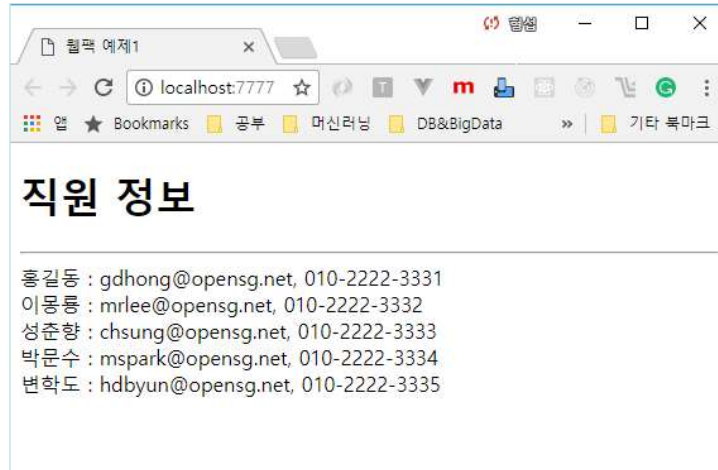 힙셉
웹팩 예제1
localhost:7777
T
m
G
앱 Bookmarks 공부 머신러닝 DB&BigData » 기타 북마크
직원 정보
홍길동 : gdhong@opensg.net, 010-2222-3331
이몽룡 : mrlee@opensg.net, 010-2222-3332
성춘향 : chsung@opensg.net, 010-2222-3333
박문수 : mspark@opensg.net, 010-2222-3334
변학도 : hdbyun@opensg.net, 010-2222-3335